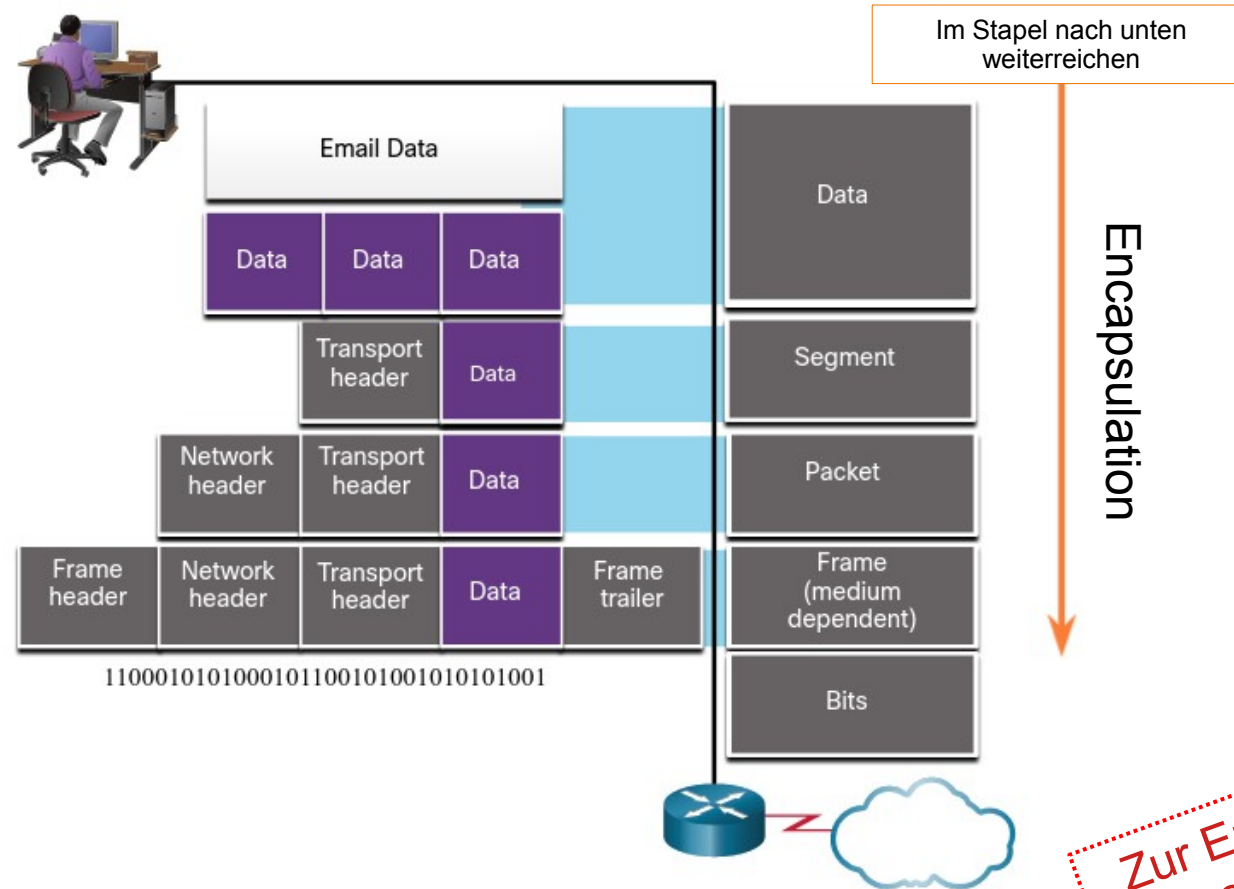 Im Stapel nach unten
weiterreichen
Email Data
Data
Data
Data
Data
Encapsulation
Transport
header
Data
Segment
Network
header
Transport
header
Data
Packet
Frame
header
Network
header
Transport
header
Data
Frame
trailer
Frame
(medium
dependent)
1100010101000101100101001010101001
Bits
Zur